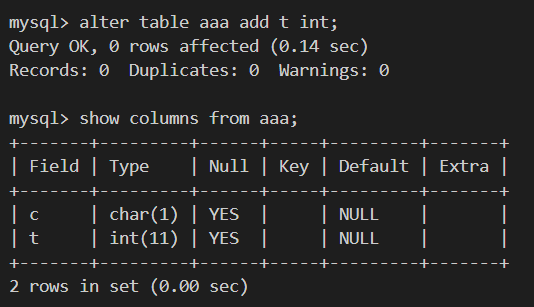 mysql> alter table aaa add t int;
Query OK, 0 rows affected (0.14 sec)
Records: 0  Duplicates: 0  Warnings: 0

mysql> show columns from aaa;
+-------+---------+------+-----+---------+-------+
| Field | Type    | Null | Key | Default | Extra |
+-------+---------+------+-----+---------+-------+
| c     | char(1) | YES  |     | NULL    |       |
| t     | int(11) | YES  |     | NULL    |       |
+-------+---------+------+-----+---------+-------+
2 rows in set (0.00 sec)